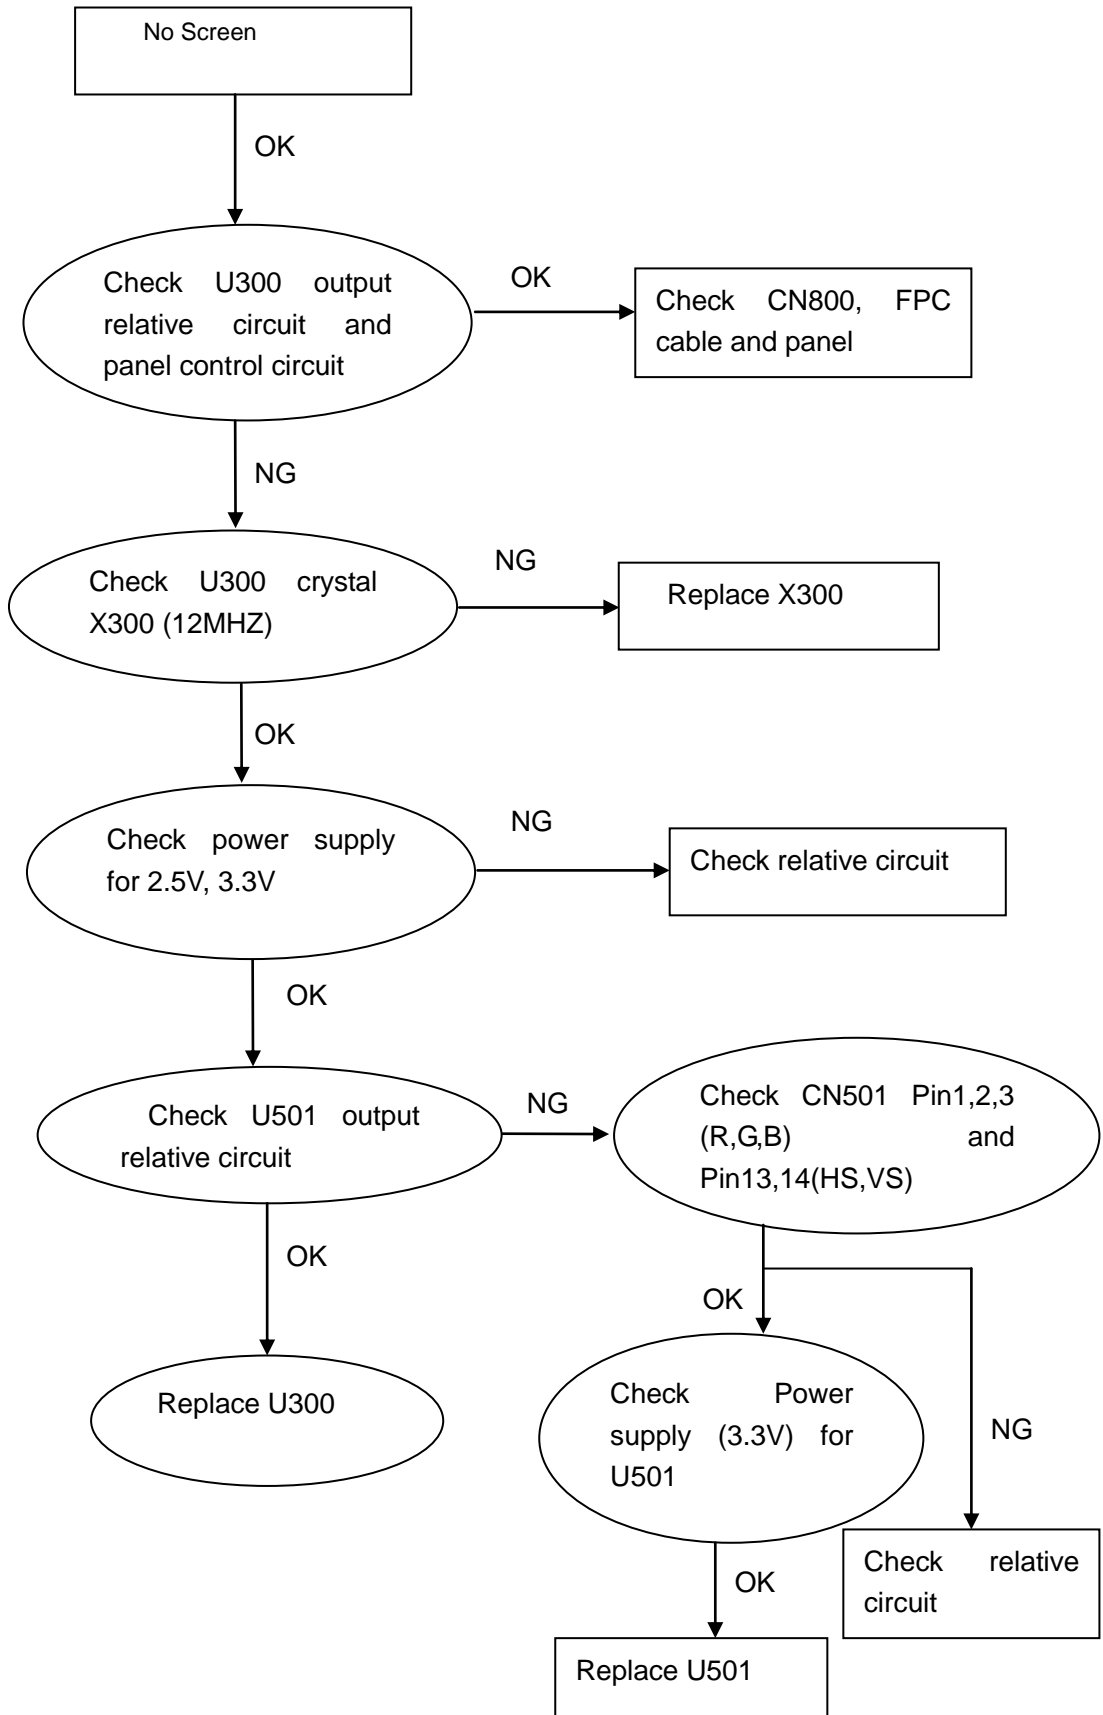 No Screen
OK
Check U300 output
relative circuit and
panel control circuit
OK
Check CN800, FPC
cable and panel
NG
Check U300 crystal
X300 (12MHZ)
NG
Replace X300
OK
Check power supply
for 2.5V, 3.3V
NG
Check relative circuit
OK
Check U501 output
relative circuit
NG
Check CN501 Pin1,2,3
(R,G,B) and
Pin13,14(HS,VS)
OK
Replace U300
OK
Check Power
supply (3.3V) for
U501
NG
Check relative
circuit
OK
Replace U501